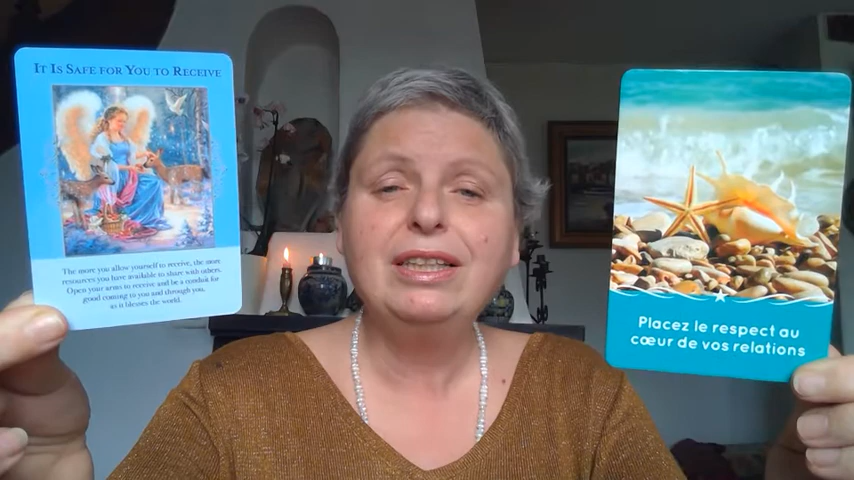 IT IS SAFE FOR YOU TO RECEIVE
The more you allow yourself to receive, the more
resources you have available to share with others.
Open your arms to receive and be a conduit for
good coming to you and through you,
as it blesses the world.
Placez le respect au
cœur de vos relations